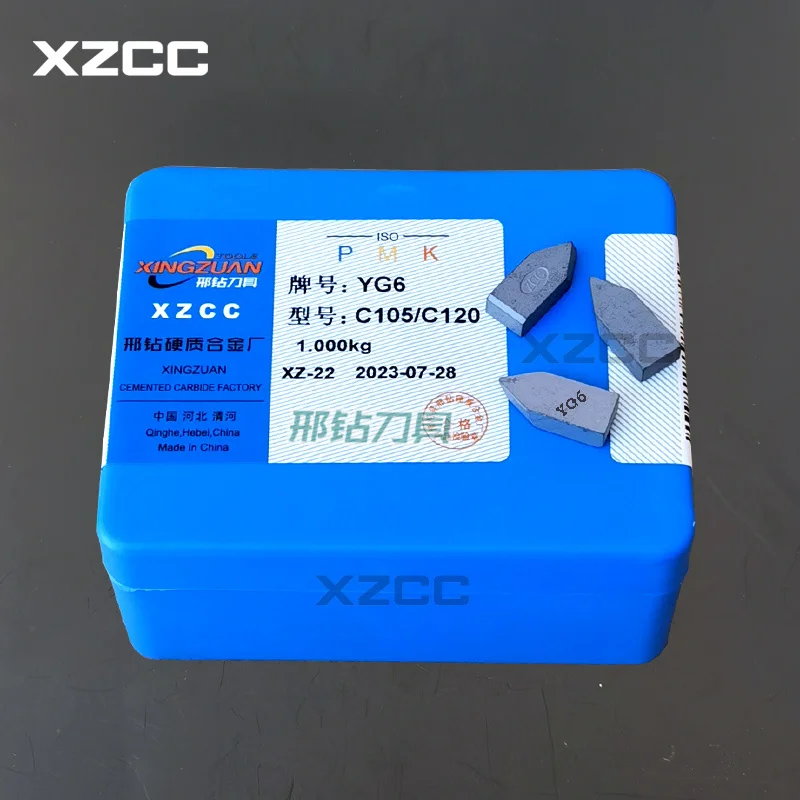 XZCC
TOOLS
XINGZUAN
邢钻刀具
XZCC
邢钻硬质合金厂
XINGZUAN
CEMENTED CARBIDE FACTORY
中国 河北 清河
Qinghe,Hebei,China
Made in China
ISO
P M K
牌号: YG6
型号: C105/C120
1.000kg
XZ-22 2023-07-28
邢钻刀具
格
YG6
XZCC
XZCC